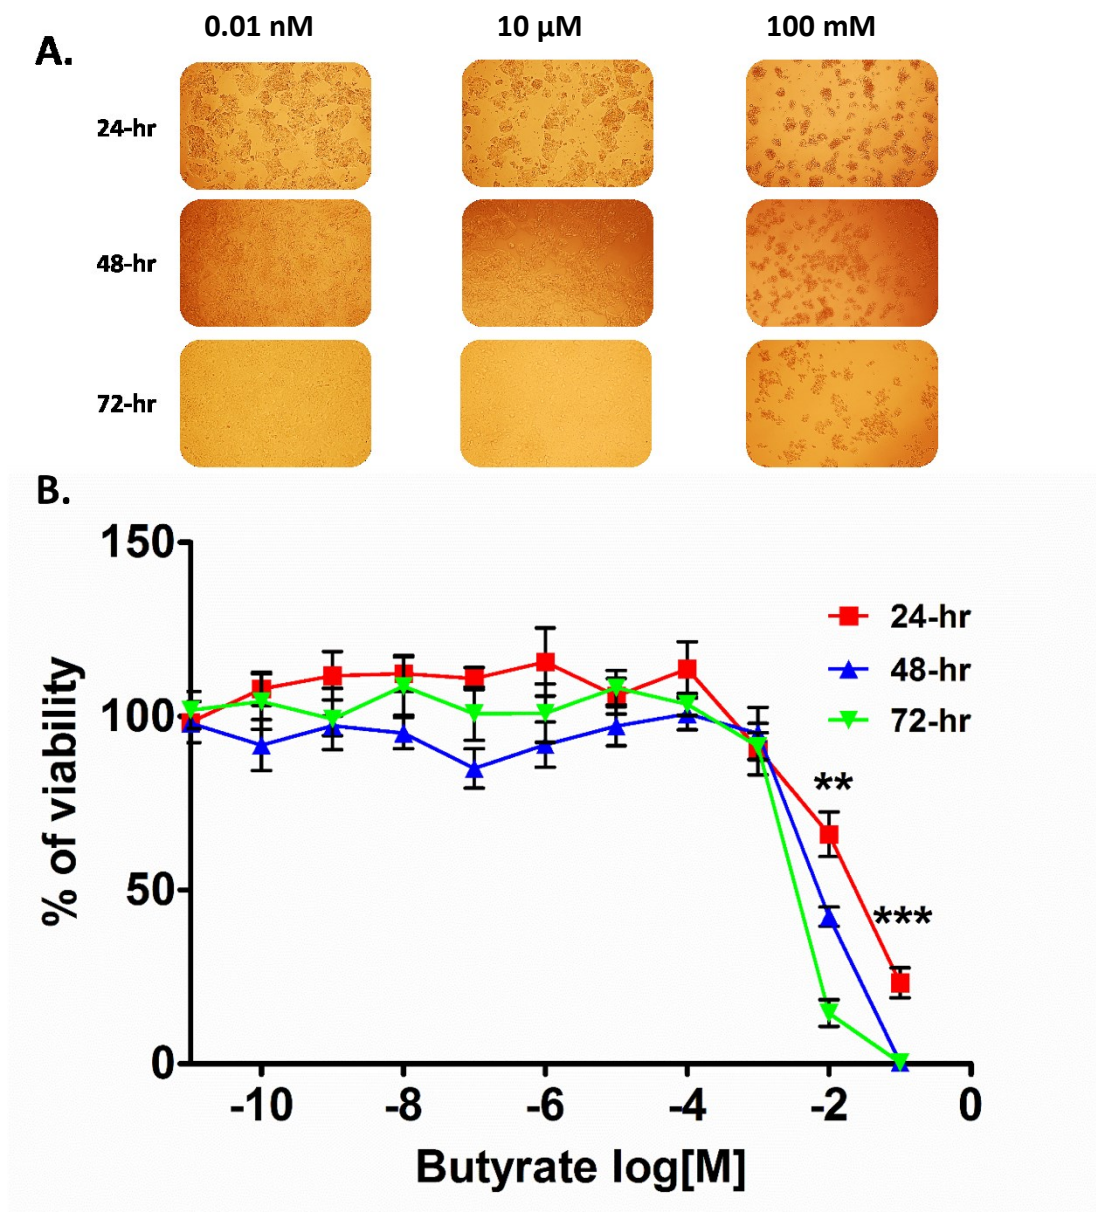 A.
0.01 nM
10 µM
100 mM
24-hr
48-hr
72-hr
B.
150
100
50
0
% of viability
24-hr
48-hr
72-hr
**
***
-10
-8
-6
-4
-2
0
Butyrate log[M]